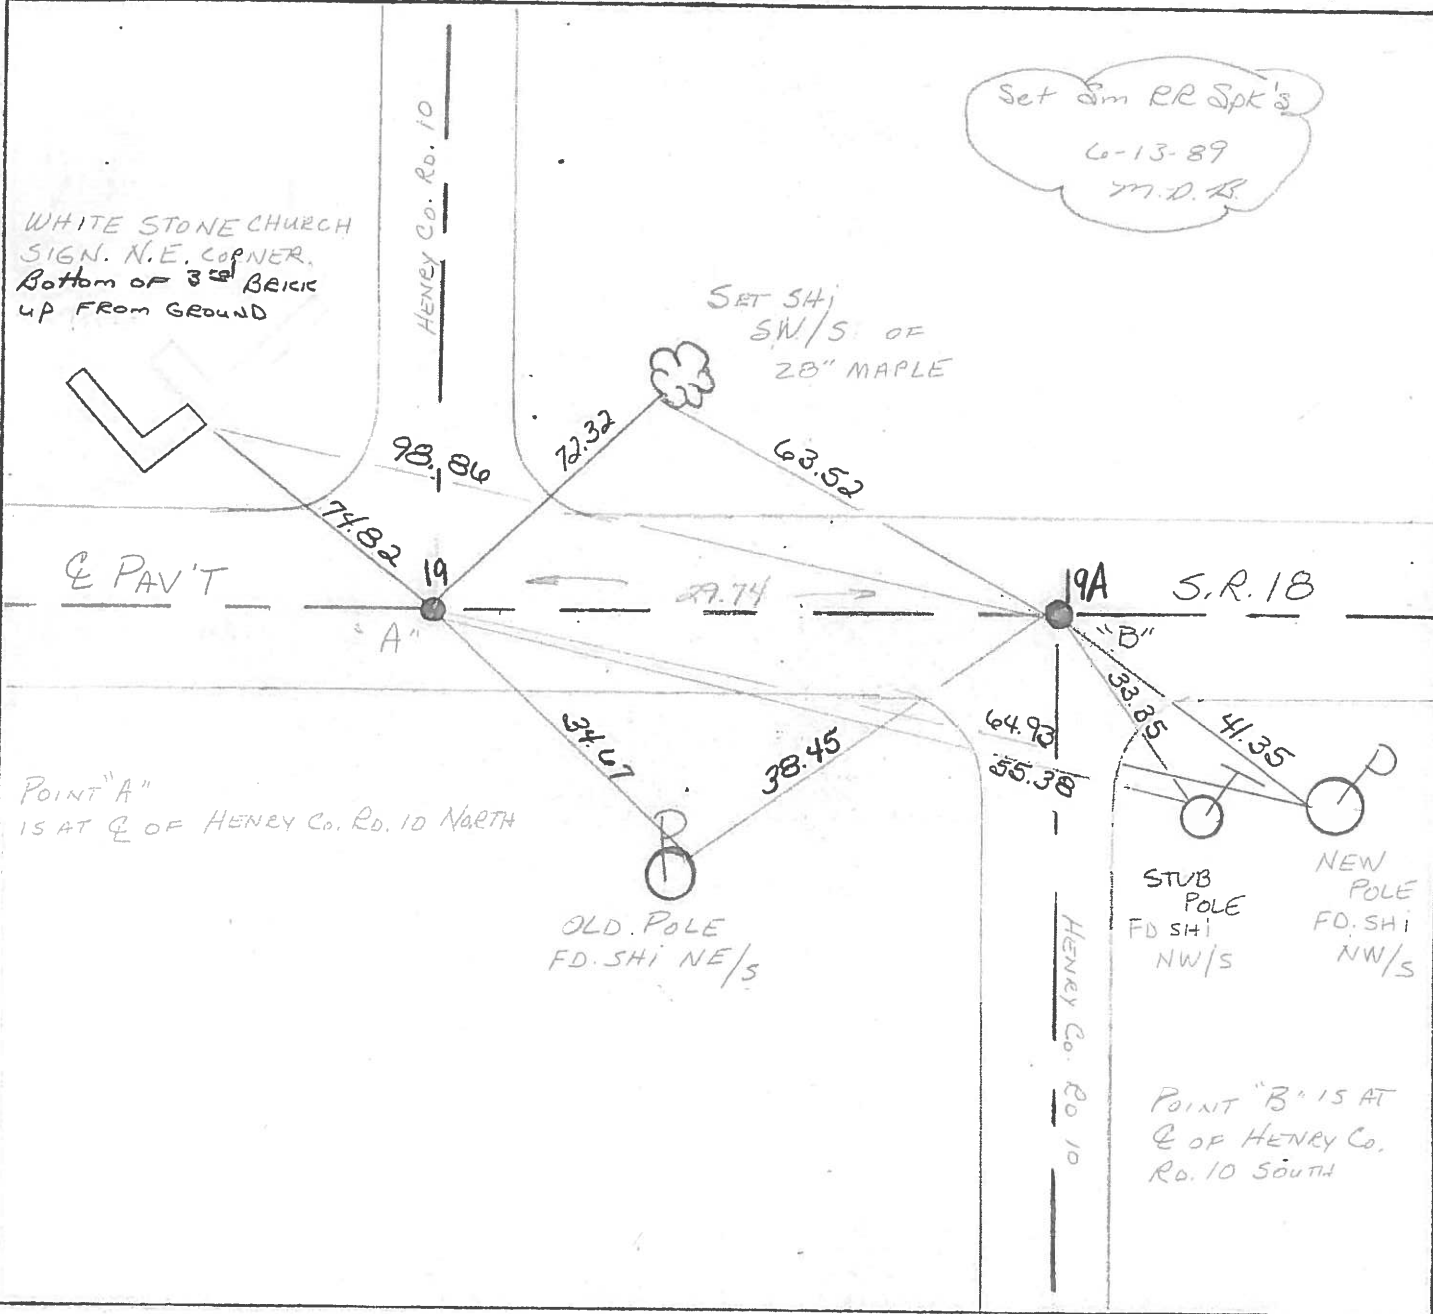 Set Sm RR Spk's
6-13-89
M.D.B.
HENRY Co. RD. 10
WHITE STONE CHURCH
SIGN. N.E. CORNER.
Bottom OF 3rd BRICK
UP FROM GROUND
SET SHi
SW/S OF
28" MAPLE
98.86
72.32
63.52
74.82
℄ PAV'T
19
29.74
19A
S.R. 18
"A"
"B"
34.67
38.45
64.93
55.38
33.85
41.35
POINT "A"
IS AT ℄ OF HENRY Co. RD. 10 NORTH
OLD. POLE
FD. SHi NE/S
STUB
POLE
FD SHi
NW/S
NEW
POLE
FD. SHi
NW/S
HENRY Co. RD 10
POINT "B" IS AT
℄ OF HENRY Co.
RD. 10 SOUTH